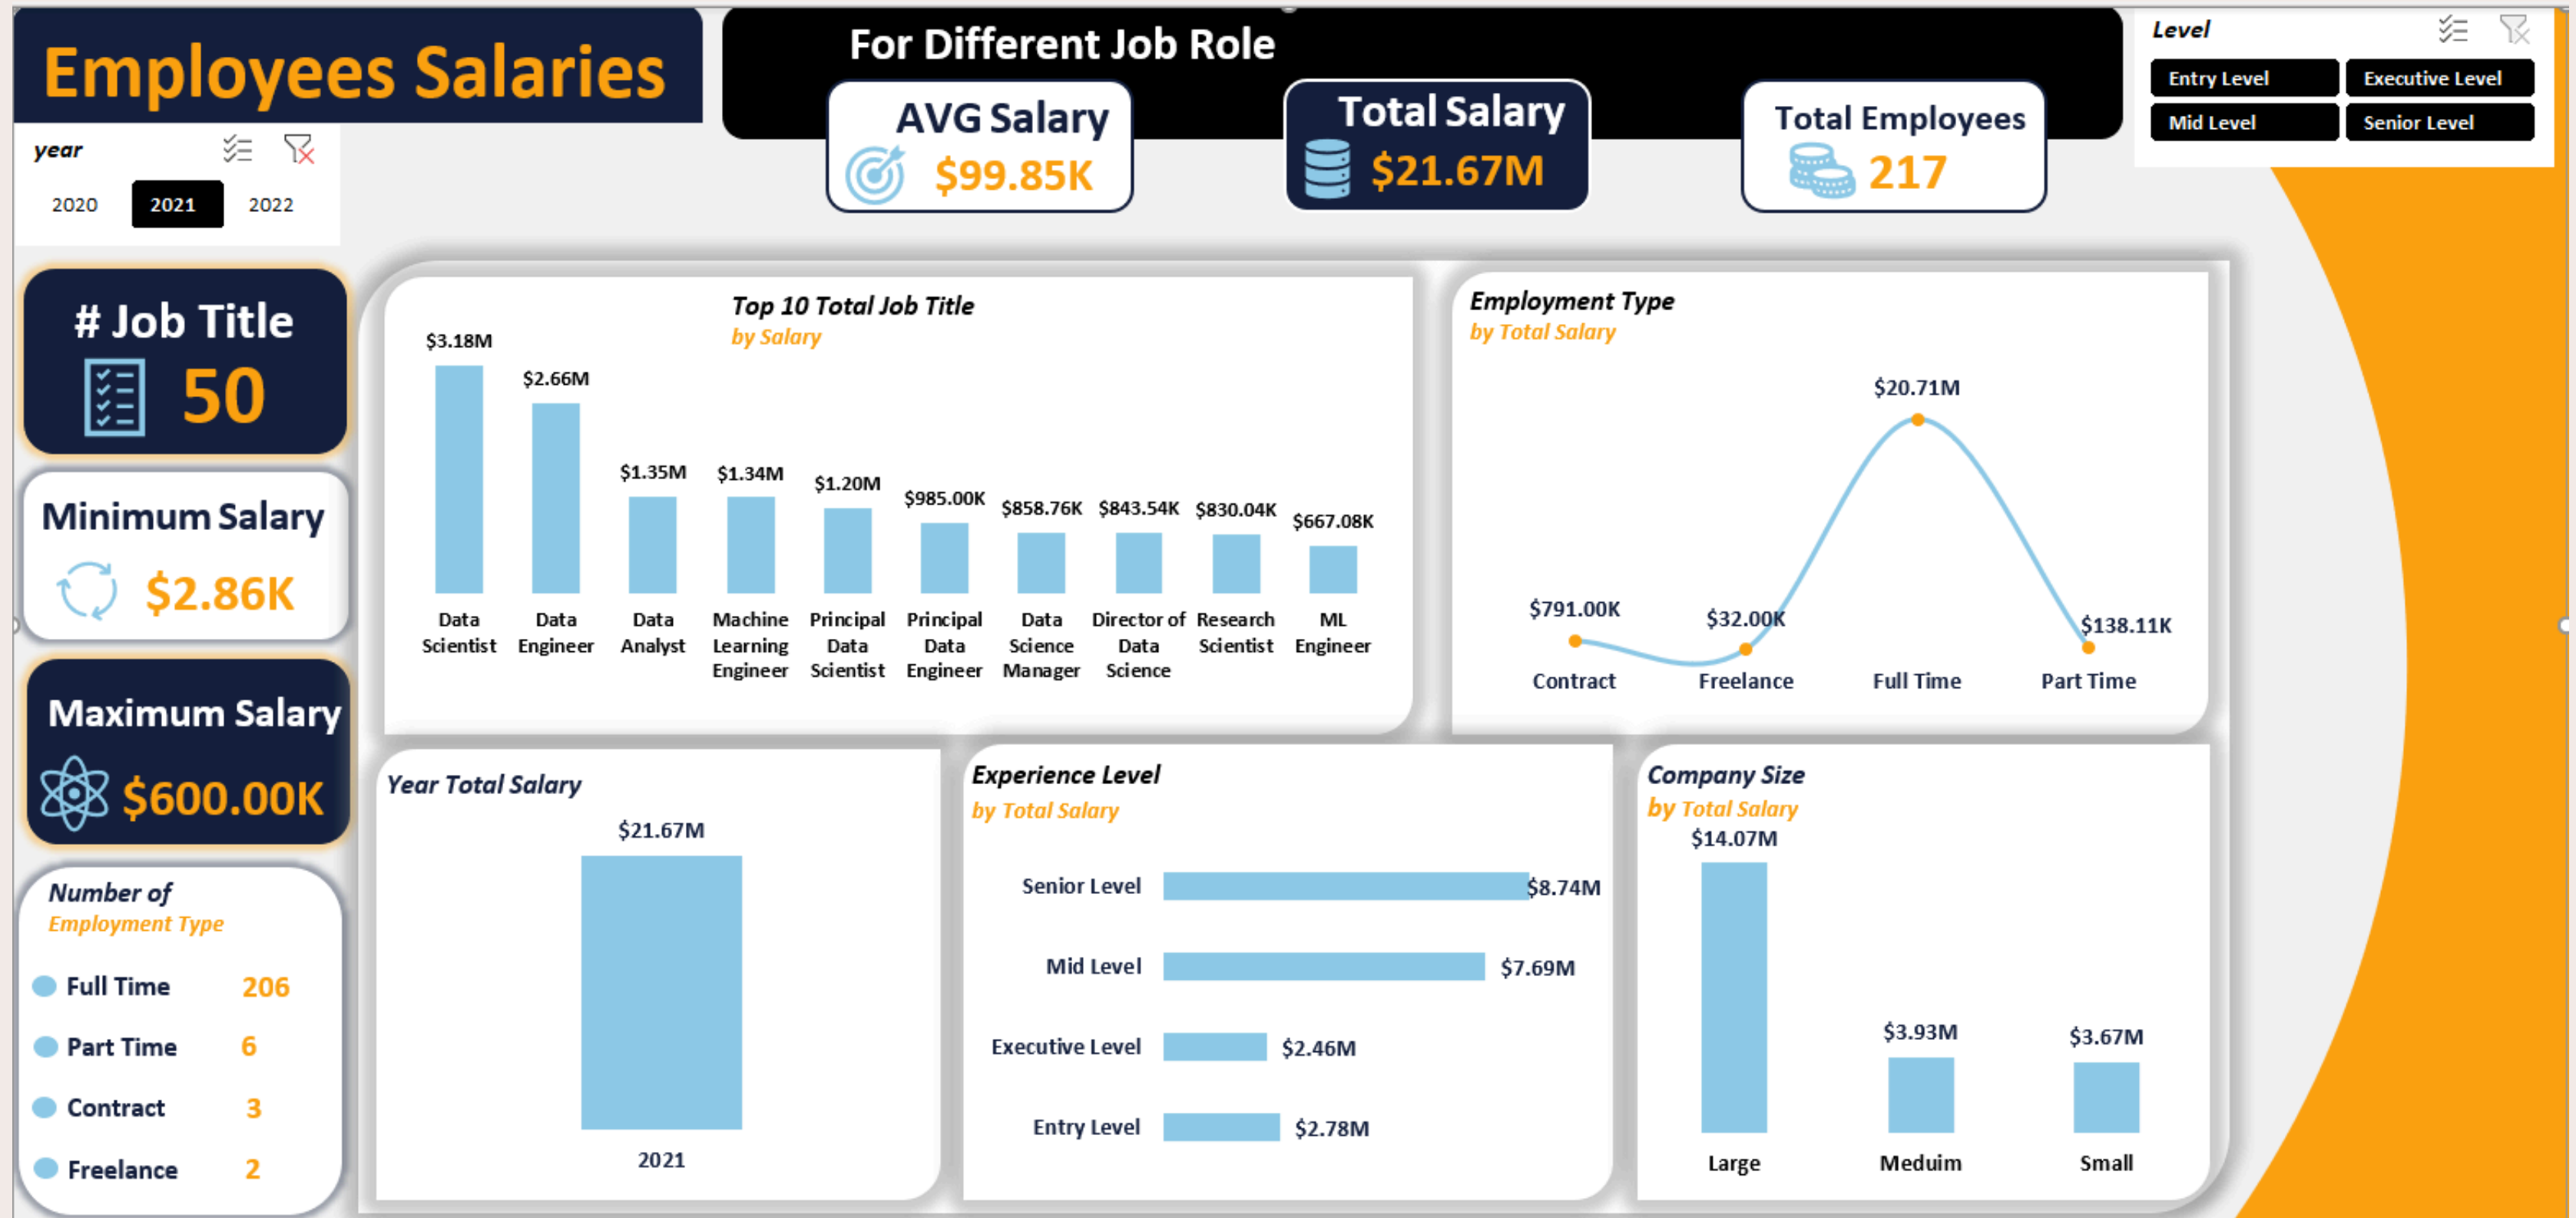 Employees Salaries
For Different Job Role
AVG Salary
$99.85K
Total Salary
$21.67M
Total Employees
217
Level
Entry Level
Executive Level
Mid Level
Senior Level
year
2020
2021
2022
# Job Title
50
Minimum Salary
$2.86K
Maximum Salary
$600.00K
Number of
Employment Type
Full Time 206
Part Time 6
Contract 3
Freelance 2
Top 10 Total Job Title
by Salary
$3.18M
$2.66M
$1.35M
$1.34M
$1.20M
$985.00K
$858.76K
$843.54K
$830.04K
$667.08K
Data
Scientist
Data
Engineer
Data
Analyst
Machine
Learning
Engineer
Principal
Data
Scientist
Principal
Data
Engineer
Data
Science
Manager
Director of
Data
Science
Research
Scientist
ML
Engineer
Employment Type
by Total Salary
$791.00K
$32.00K
$20.71M
$138.11K
Contract
Freelance
Full Time
Part Time
Year Total Salary
$21.67M
2021
Experience Level
by Total Salary
Senior Level $8.74M
Mid Level $7.69M
Executive Level $2.46M
Entry Level $2.78M
Company Size
by Total Salary
$14.07M
$3.93M
$3.67M
Large
Meduim
Small